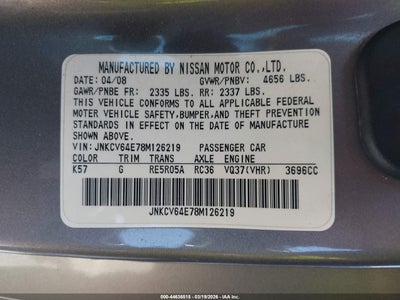 MANUFACTURED BY NISSAN MOTOR CO.,LTD.
DATE: 04/08 GVWR/PNBV: 4656 LBS.
GAWR/PNBE FR: 2335 LBS RR: 2337 LBS.
THIS VEHICLE CONFORMS TO ALL APPLICABLE FEDERAL
MOTOR VEHICLE SAFETY,BUMPER,AND THEFT PREVENTION
STANDARDS IN EFFECT ON THE DATE OF MANUFACTURE
SHOWN ABOVE.
VIN: JNKCV64E78M126219 PASSENGER CAR
COLOR TRIM TRANS AXLE ENGINE
K57 G RE5R05A RC36 VQ37(VHR) 3696CC
JNKCV64E78M126219
000-44636515 - 03/19/2026 - IAA Inc.